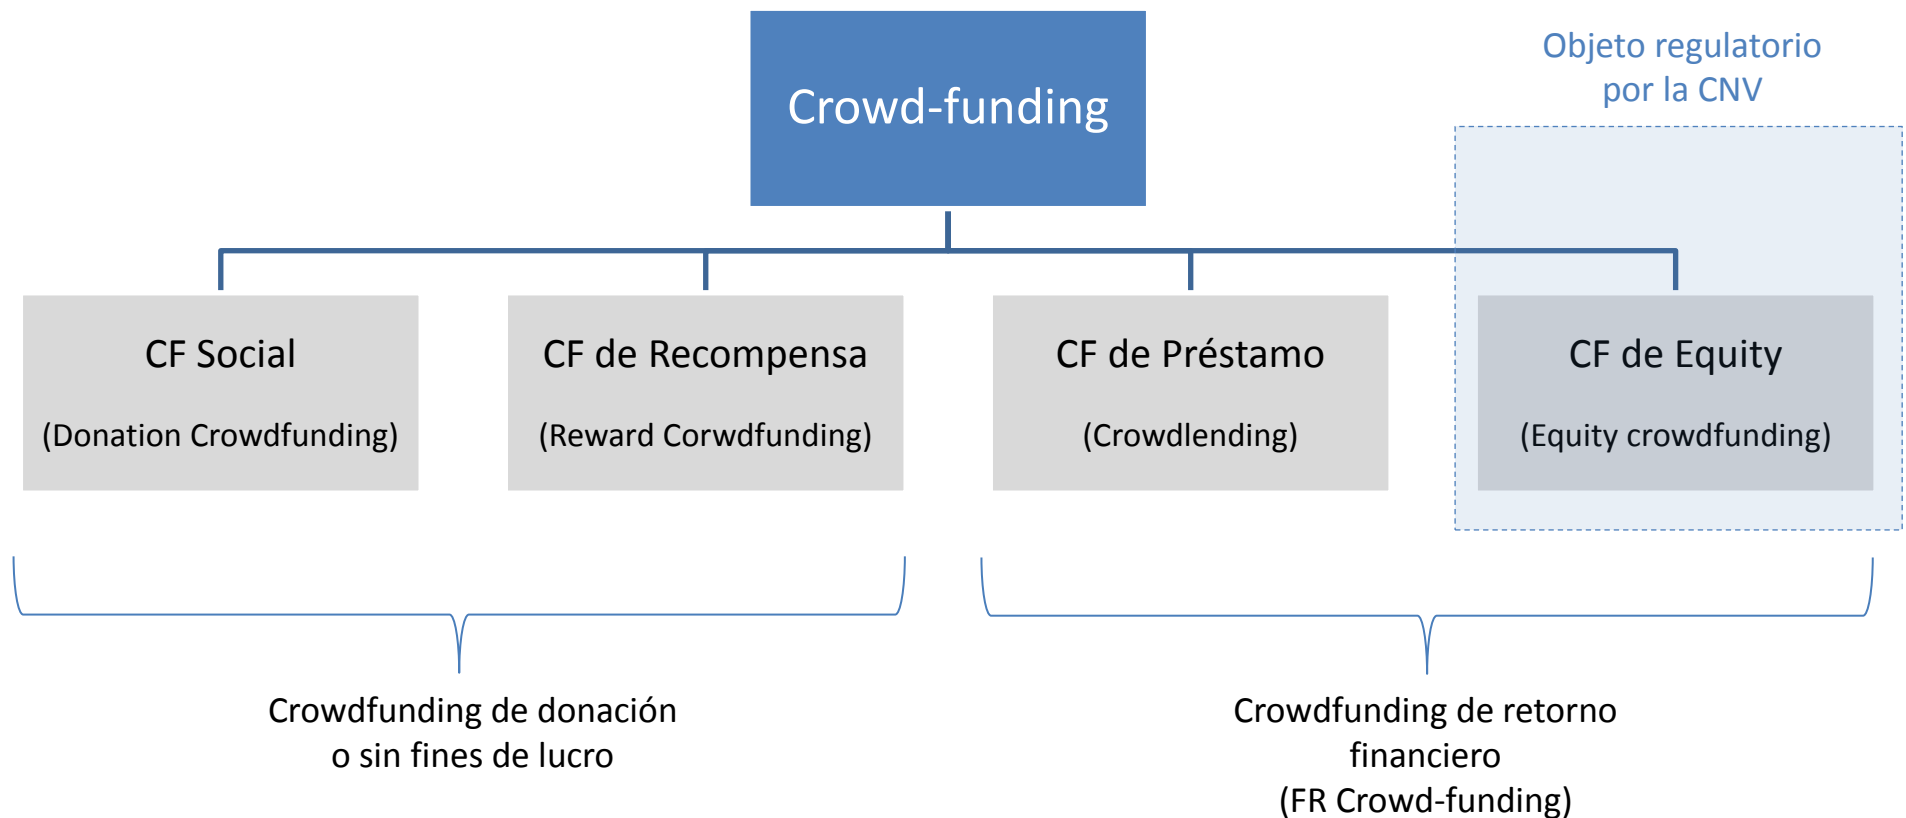 Crowd-funding
Objeto regulatorio
por la CNV
CF Social
(Donation Crowdfunding)
CF de Recompensa
(Reward Corwdfunding)
CF de Préstamo
(Crowdlending)
CF de Equity
(Equity crowdfunding)
Crowdfunding de donación
o sin fines de lucro
Crowdfunding de retorno
financiero
(FR Crowd-funding)